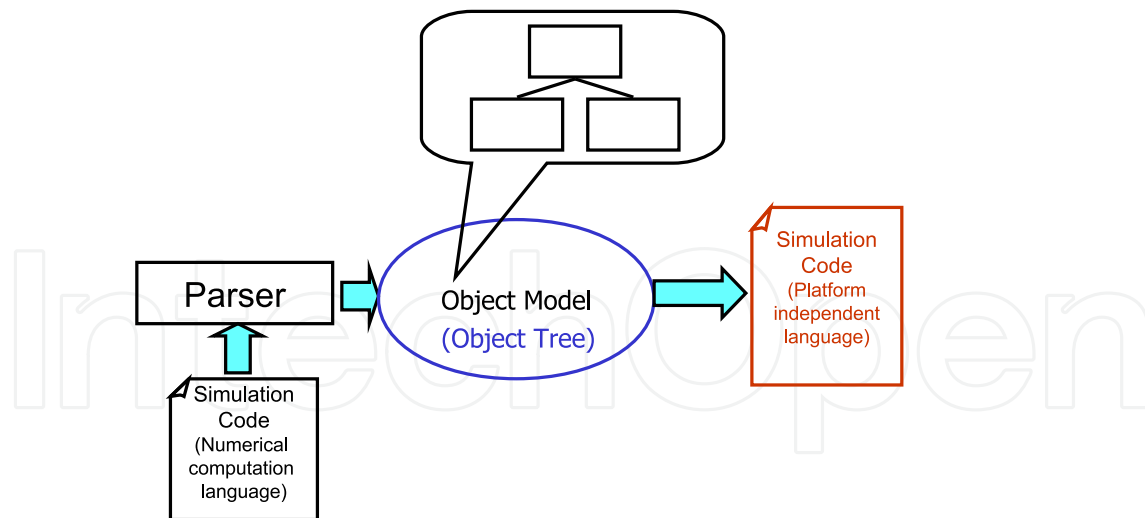 Parser
Simulation
Code
(Numerical
computation
language)
Object Model
(Object Tree)
Simulation
Code
(Platform
independent
language)
IntechOpen